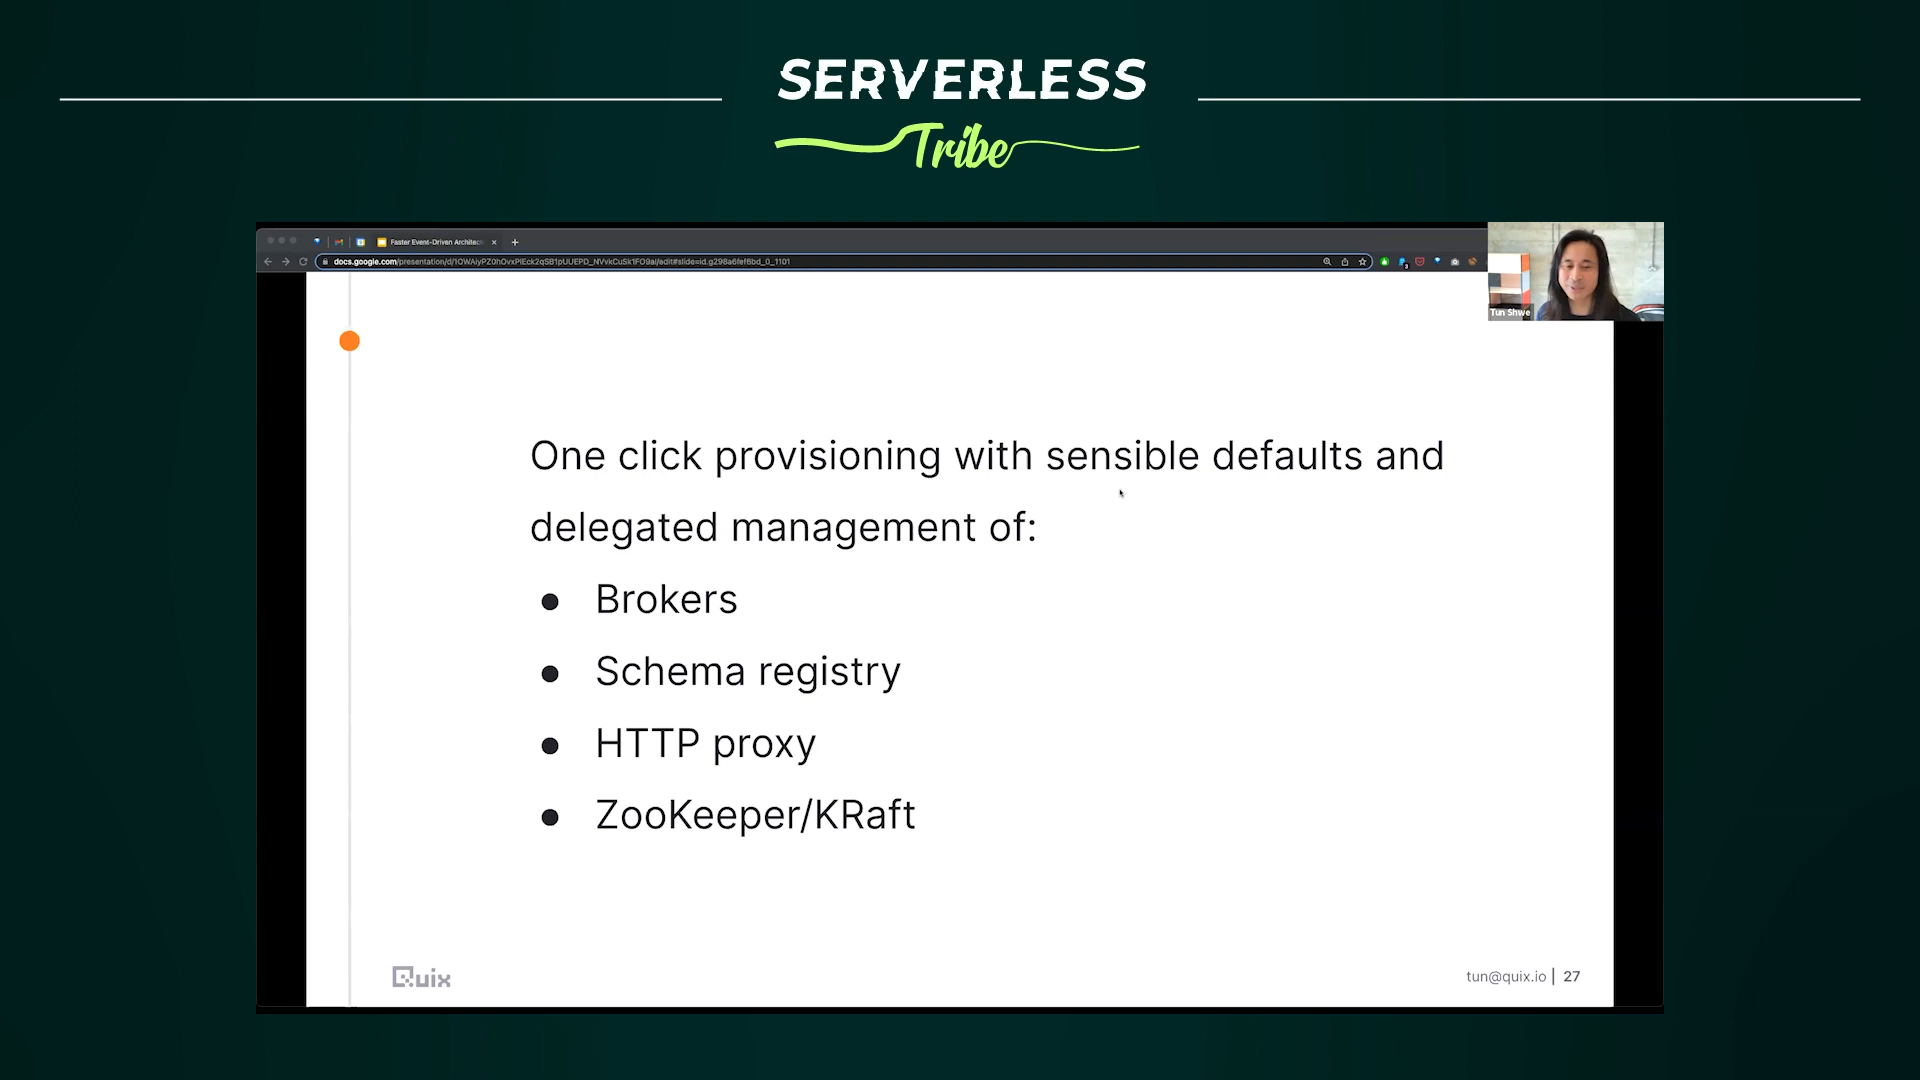 SERVERLESS
Tribe
Faster Event-Driven Architec
Tun Shwe
One click provisioning with sensible defaults and
delegated management of:
● Brokers
● Schema registry
● HTTP proxy
● ZooKeeper/KRaft
Quix
tun@quix.io | 27